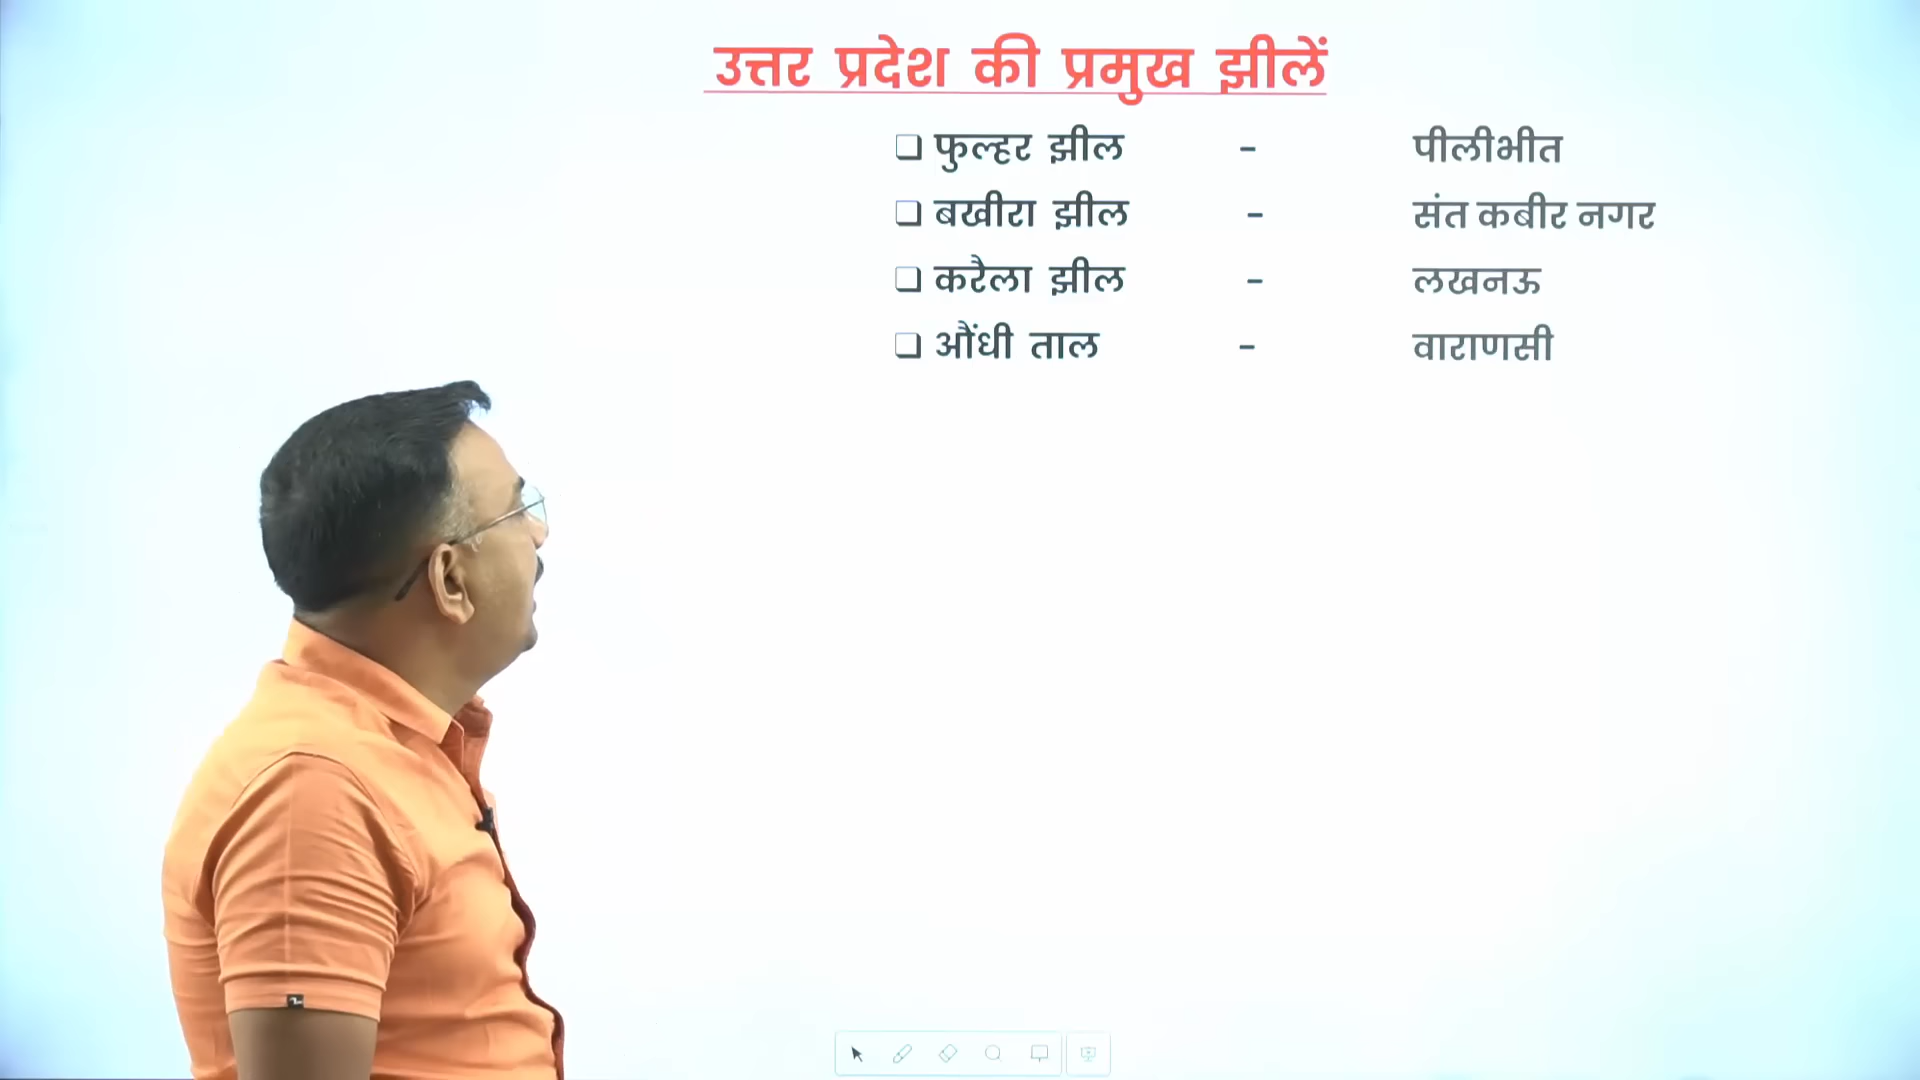 उत्तर प्रदेश की प्रमुख झीलें
❑ फुल्हर झील - पीलीभीत
❑ बखीरा झील - संत कबीर नगर
❑ करैला झील - लखनऊ
❑ औंधी ताल - वाराणसी